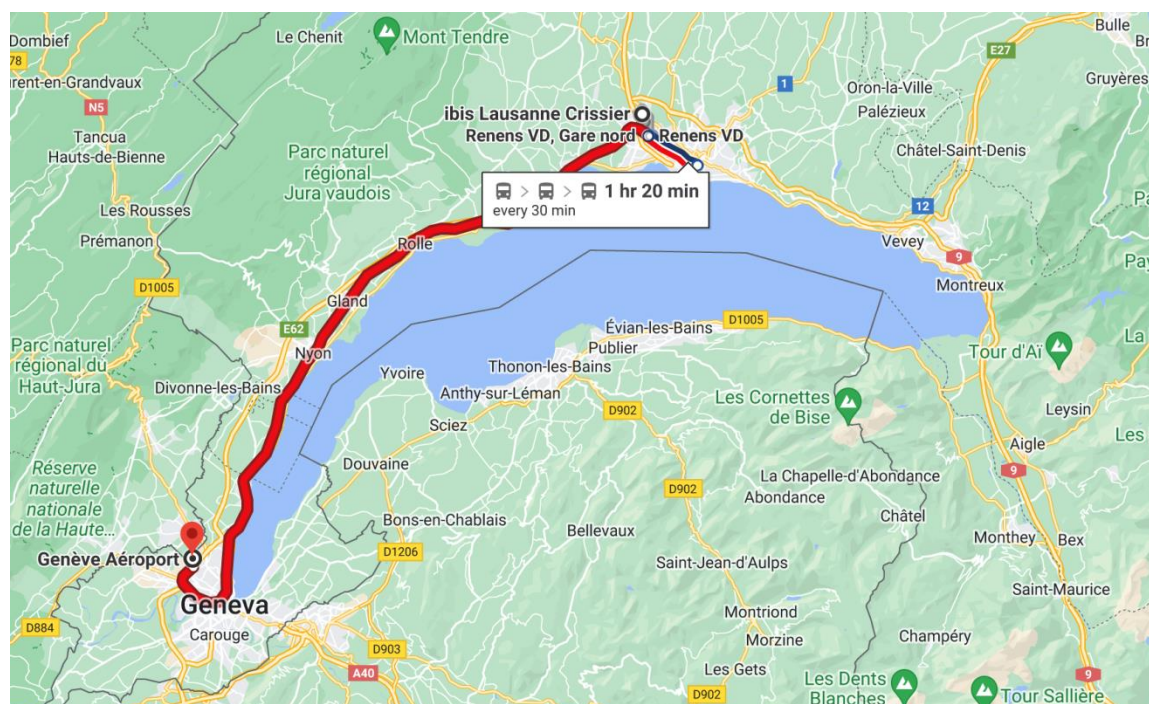 Dombief
78
Le Chenit
Mont Tendre
E27
Bulle
Br
arent-en-Grandvaux
1
Oron-la-Ville
Gruyères
N5
ibis Lausanne Crissier
Palézieux
Tancua
Renens VD, Gare nord
Renens VD
Hauts-de-Bienne
Parc naturel
régional
Jura vaudois
Châtel-Saint-Denis
1 hr 20 min
every 30 min
Les Rousses
12
Pa
Prémanon
Rolle
Vevey
9
Pay
D1005
Montreux
Gland
E62
Évian-les-Bains
D1005
La
Parc naturel
régional du
Haut-Jura
Nyon
Publier
Tour d'Aï
Divonne-les-Bains
Yvoire
Thonon-les-Bains
Anthy-sur-Léman
Les Cornettes
de Bise
Leysin
D902
Sciez
Les
Aigle
Réserve
naturelle
nationale
de la Haute...
Douvaine
9
La Chapelle-d'Abondance
D902
Abondance
Bons-en-Chablais
Châtel
Bellevaux
Monthey
Bex
Genève Aéroport
D1206
Saint-Jean-d'Aulps
Saint-Maurice
Geneva
Montriond
D884
Carouge
Champéry
D903
Morzine
A40
Les Gets
Les Dents
Blanches
9
D902
Tour Sallière